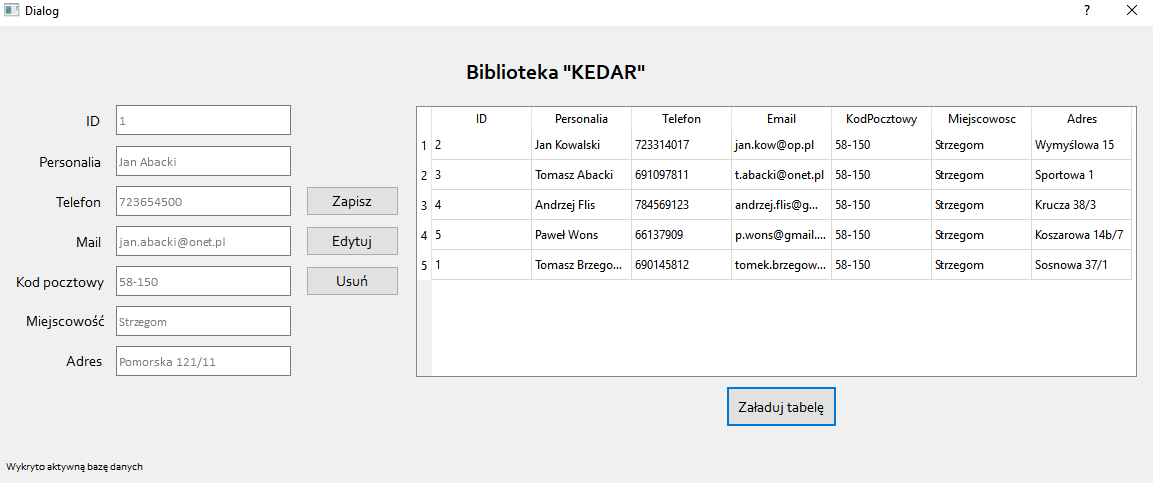 Dialog
?
Biblioteka "KEDAR"
ID 1
Personalia Jan Abacki
Telefon 723654500
Mail jan.abacki@onet.pl
Kod pocztowy 58-150
Miejscowość Strzegom
Adres Pomorska 121/11
Zapisz
Edytuj
Usuń
ID Personalia Telefon Email KodPocztowy Miejscowosc Adres
1 2 Jan Kowalski 723314017 jan.kow@op.pl 58-150 Strzegom Wymyślowa 15
2 3 Tomasz Abacki 691097811 t.abacki@onet.pl 58-150 Strzegom Sportowa 1
3 4 Andrzej Flis 784569123 andrzej.flis@g... 58-150 Strzegom Krucza 38/3
4 5 Paweł Wons 66137909 p.wons@gmail.... 58-150 Strzegom Koszarowa 14b/7
5 1 Tomasz Brzego... 690145812 tomek.brzegow... 58-150 Strzegom Sosnowa 37/1
Załaduj tabelę
Wykryto aktywną bazę danych